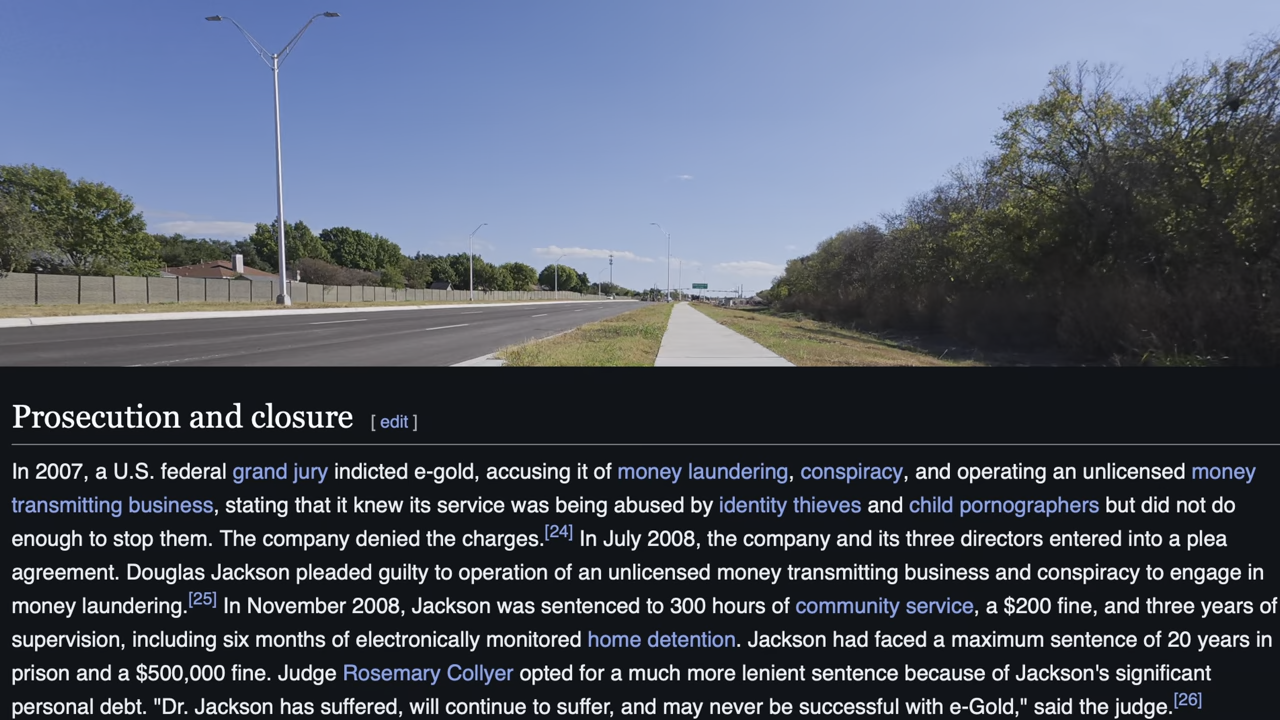 Prosecution and closure [ edit ]
In 2007, a U.S. federal grand jury indicted e-gold, accusing it of money laundering, conspiracy, and operating an unlicensed money
transmitting business, stating that it knew its service was being abused by identity thieves and child pornographers but did not do
enough to stop them. The company denied the charges.[24] In July 2008, the company and its three directors entered into a plea
agreement. Douglas Jackson pleaded guilty to operation of an unlicensed money transmitting business and conspiracy to engage in
money laundering.[25] In November 2008, Jackson was sentenced to 300 hours of community service, a $200 fine, and three years of
supervision, including six months of electronically monitored home detention. Jackson had faced a maximum sentence of 20 years in
prison and a $500,000 fine. Judge Rosemary Collyer opted for a much more lenient sentence because of Jackson's significant
personal debt. "Dr. Jackson has suffered, will continue to suffer, and may never be successful with e-Gold," said the judge.[26]